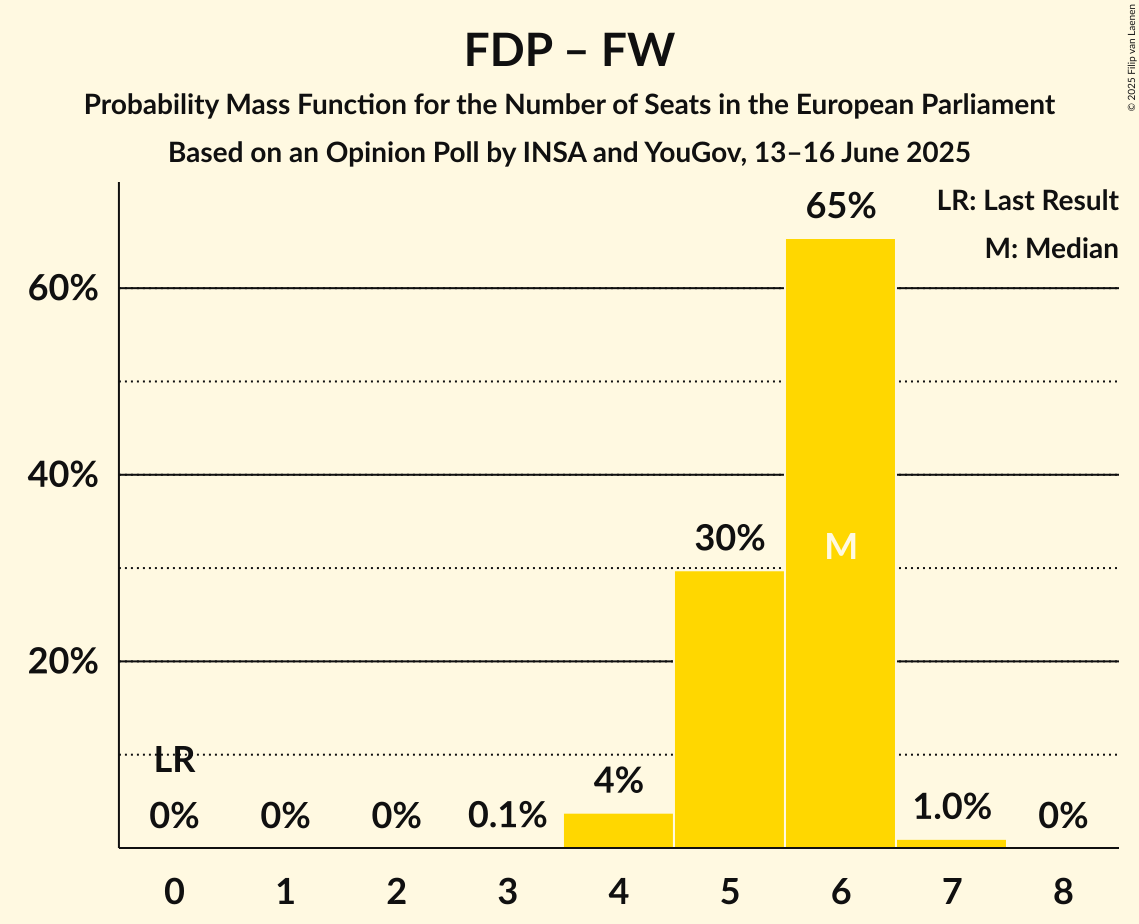 FDP – FW
Probability Mass Function for the Number of Seats in the European Parliament
Based on an Opinion Poll by INSA and YouGov, 13–16 June 2025
© 2025 Filip van Laenen
LR: Last Result
M: Median
60%
40%
20%
LR
0%
0%
0%
0.1%
4%
30%
65%
M
1.0%
0%
0 1 2 3 4 5 6 7 8